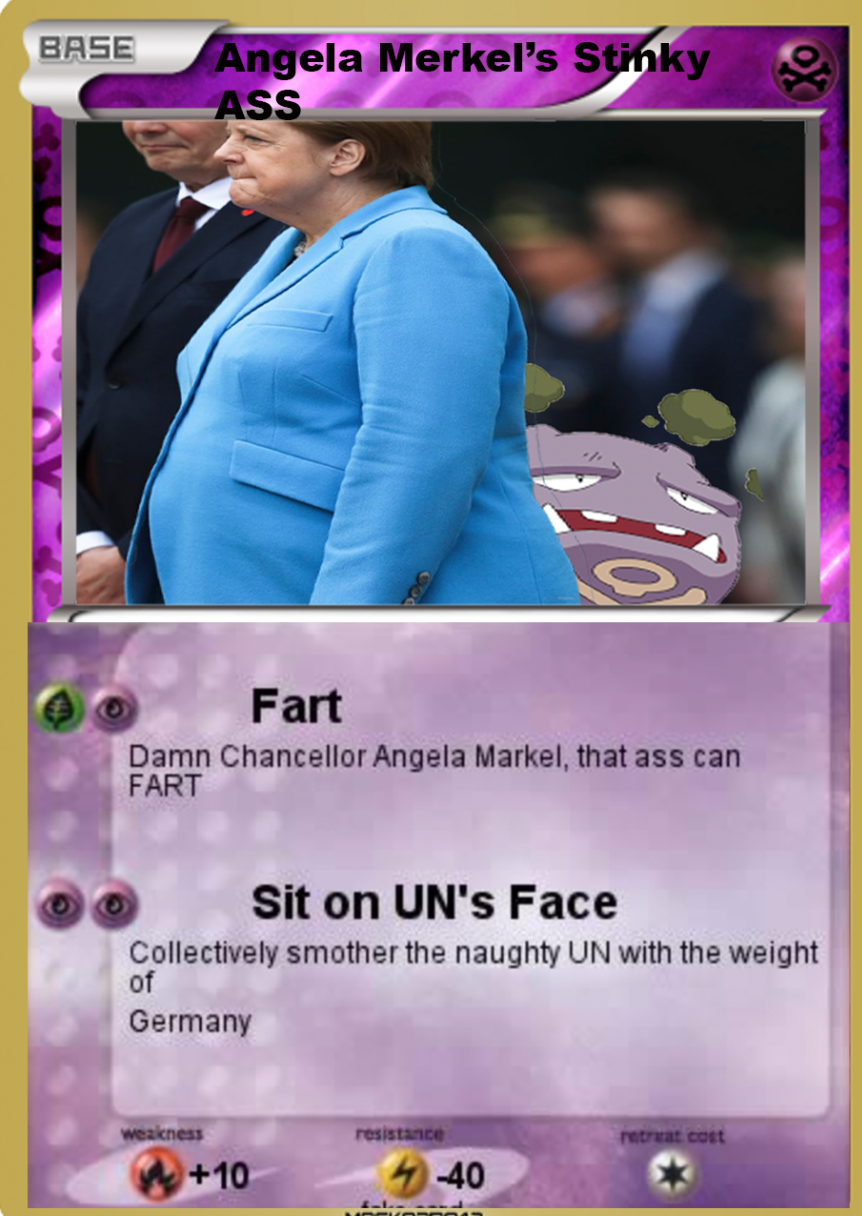 BASE
Angela Merkel’s Stinky
ASS
Fart
Damn Chancellor Angela Markel, that ass can
FART
Sit on UN's Face
Collectively smother the naughty UN with the weight
of
Germany
weakness
resistance
retreat cost
+10
-40